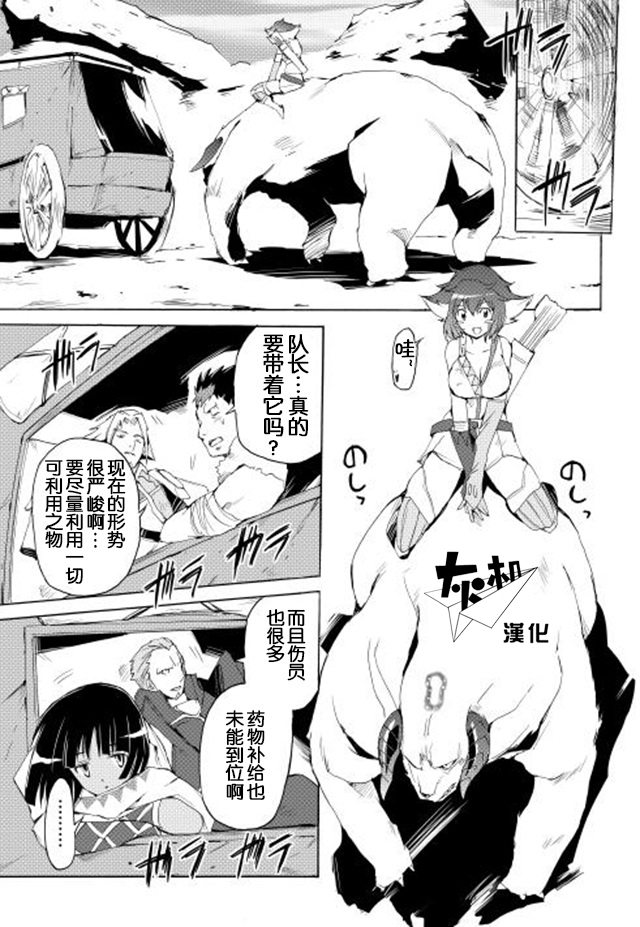 ガラ
ガラ
哇~
队长…真的
要带着它吗？
现在的形势
很严峻啊…
要尽量利用一切
可利用之物
ガラ
ガラ
のしっ
のしっ
灰机
漢化
而且伤员
也很多
药物补给也
未能到位啊
………
ガラ
ガラ